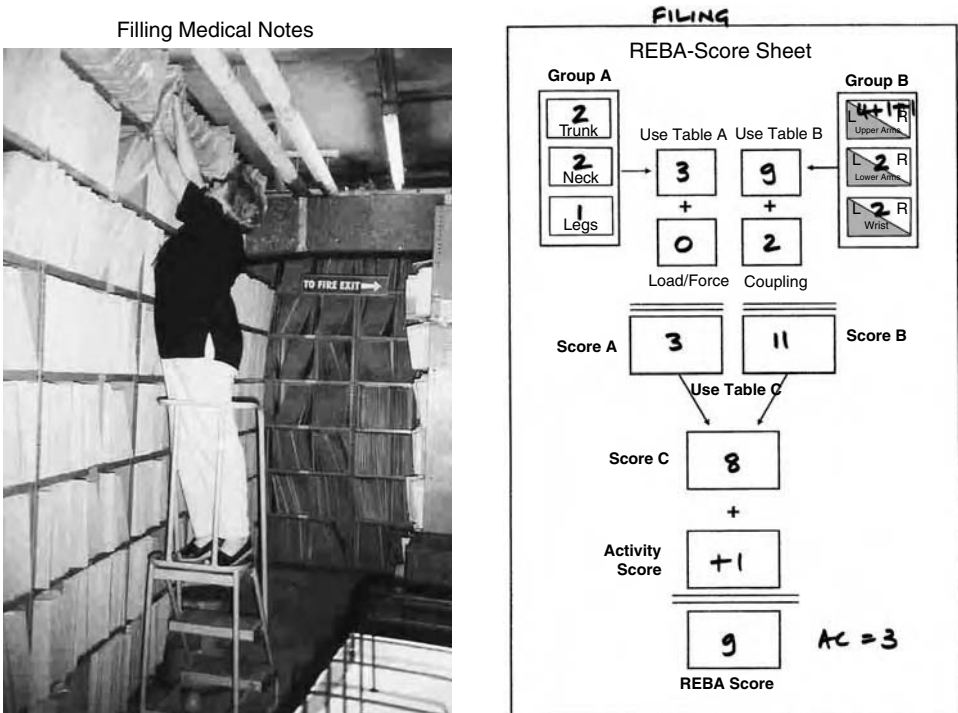 Filling Medical Notes
TO FIRE EXIT
FILING
REBA-Score Sheet
Group A
Group B
2
Trunk
2
Neck
1
Legs
Use Table A
Use Table B
3
9
+
+
0
2
Load/Force
Coupling
L 4+1+1 R
Upper Arms
L 2 R
Lower Arms
L 2 R
Wrist
Score A
3
11
Score B
Use Table C
Score C
8
+
Activity
Score
+1
9
AC = 3
REBA Score